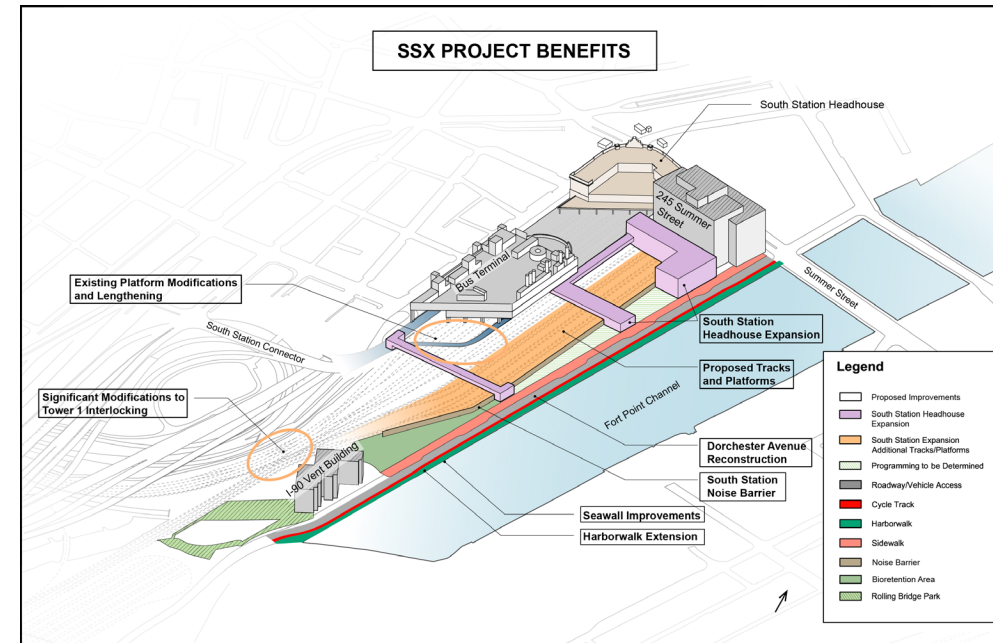 SSX PROJECT BENEFITS
South Station Headhouse
245 Summer
Street
Bus Terminal
Existing Platform Modifications
and Lengthening
Summer Street
South Station Connector
South Station
Headhouse Expansion
Significant Modifications to
Tower 1 Interlocking
Proposed Tracks
and Platforms
Fort Point Channel
I-90 Vent Building
Dorchester Avenue
Reconstruction
South Station
Noise Barrier
Seawall Improvements
Harborwalk Extension
Legend
Proposed Improvements
South Station Headhouse
Expansion
South Station Expansion
Additional Tracks/Platforms
Programming to be Determined
Roadway/Vehicle Access
Cycle Track
Harborwalk
Sidewalk
Noise Barrier
Bioretention Area
Rolling Bridge Park